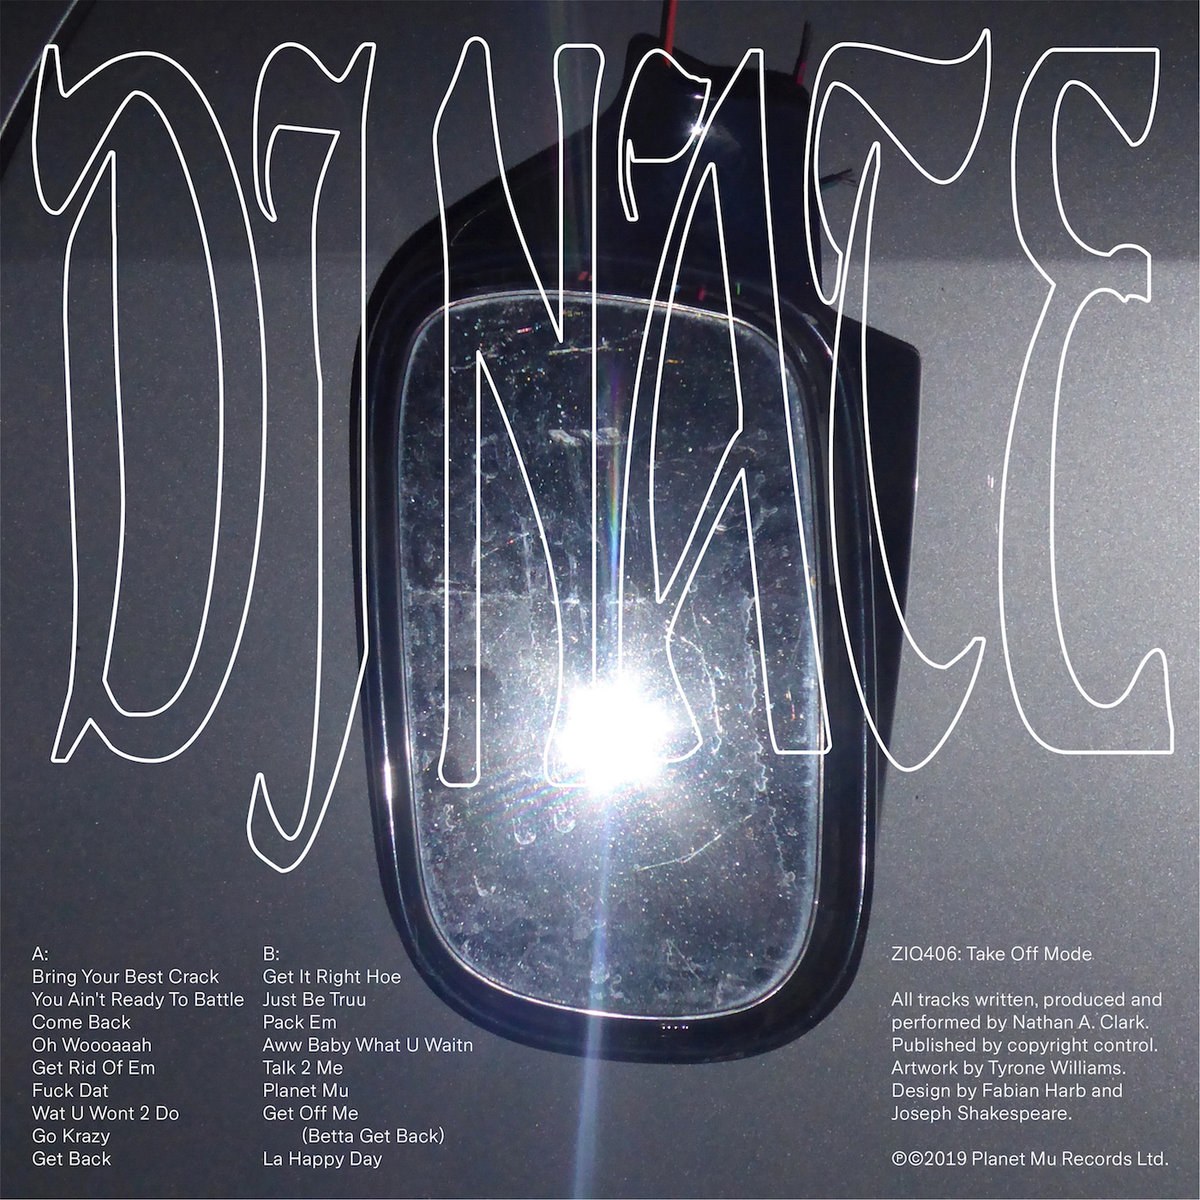 DJ NATE
A:
Bring Your Best Crack
You Ain't Ready To Battle
Come Back
Oh Woooaaah
Get Rid Of Em
Fuck Dat
Wat U Wont 2 Do
Go Krazy
Get Back
B:
Get It Right Hoe
Just Be Truu
Pack Em
Aww Baby What U Waitn
Talk 2 Me
Planet Mu
Get Off Me
(Betta Get Back)
La Happy Day
ZIQ406: Take Off Mode
All tracks written, produced and
performed by Nathan A. Clark.
Published by copyright control.
Artwork by Tyrone Williams.
Design by Fabian Harb and
Joseph Shakespeare.
℗©2019 Planet Mu Records Ltd.